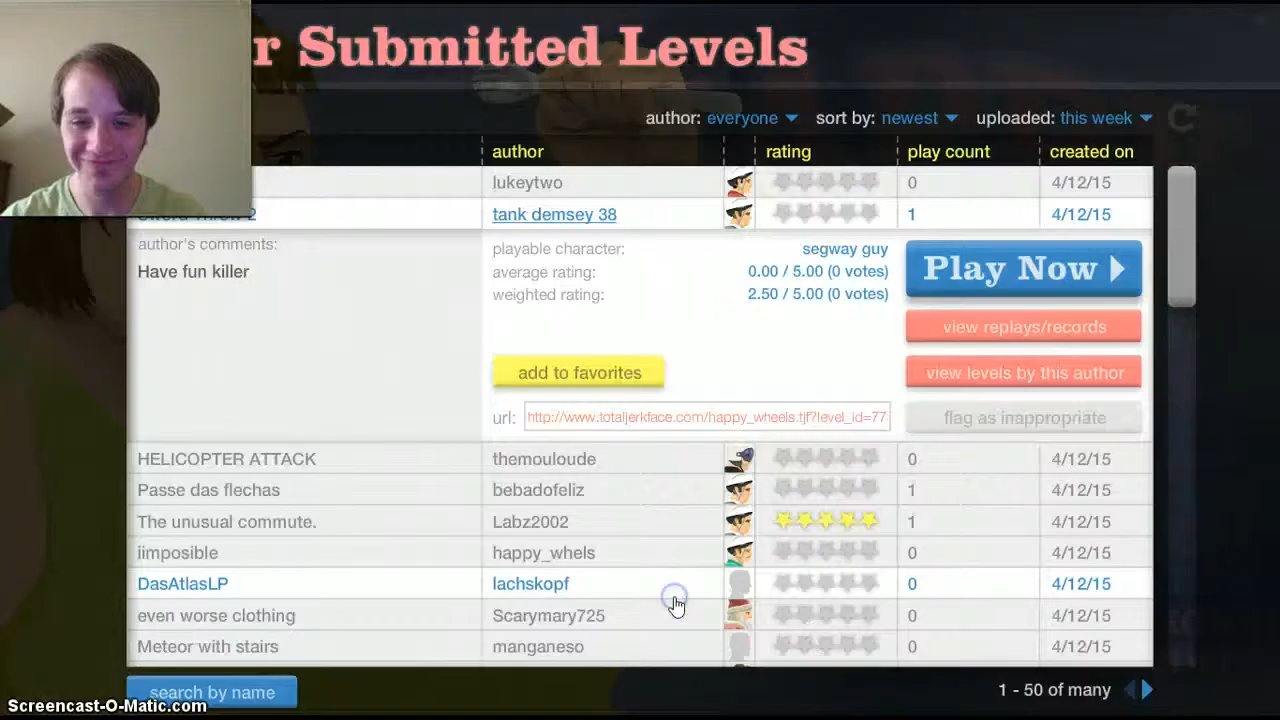 r Submitted Levels
author: everyone sort by: newest uploaded: this week
author rating play count created on
lukeytwo 0 4/12/15
2 tank demsey 38 1 4/12/15
author's comments: playable character: segway guy
Have fun killer average rating: 0.00 / 5.00 (0 votes)
weighted rating: 2.50 / 5.00 (0 votes)
Play Now
view replays/records
add to favorites view levels by this author
url: http://www.totaljerkface.com/happy_wheels.tjf?level_id=77 flag as inappropriate
HELICOPTER ATTACK themouloude 0 4/12/15
Passe das flechas bebadofeliz 1 4/12/15
The unusual commute. Labz2002 1 4/12/15
iimposible happy_whels 0 4/12/15
DasAtlasLP lachskopf 0 4/12/15
even worse clothing Scarymary725 0 4/12/15
Meteor with stairs manganeso 0 4/12/15
search by name 1 - 50 of many
Screencast-O-Matic.com